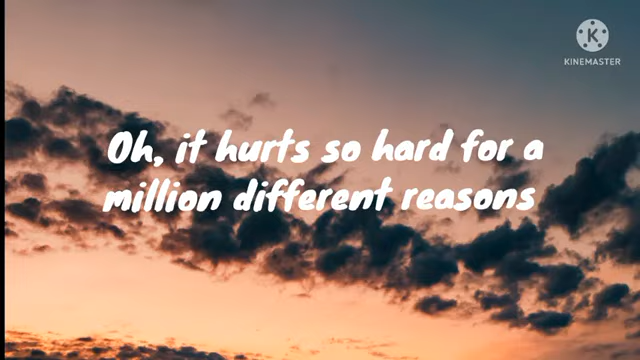 KINEMASTER
Oh, it hurts so hard for a
million different reasons